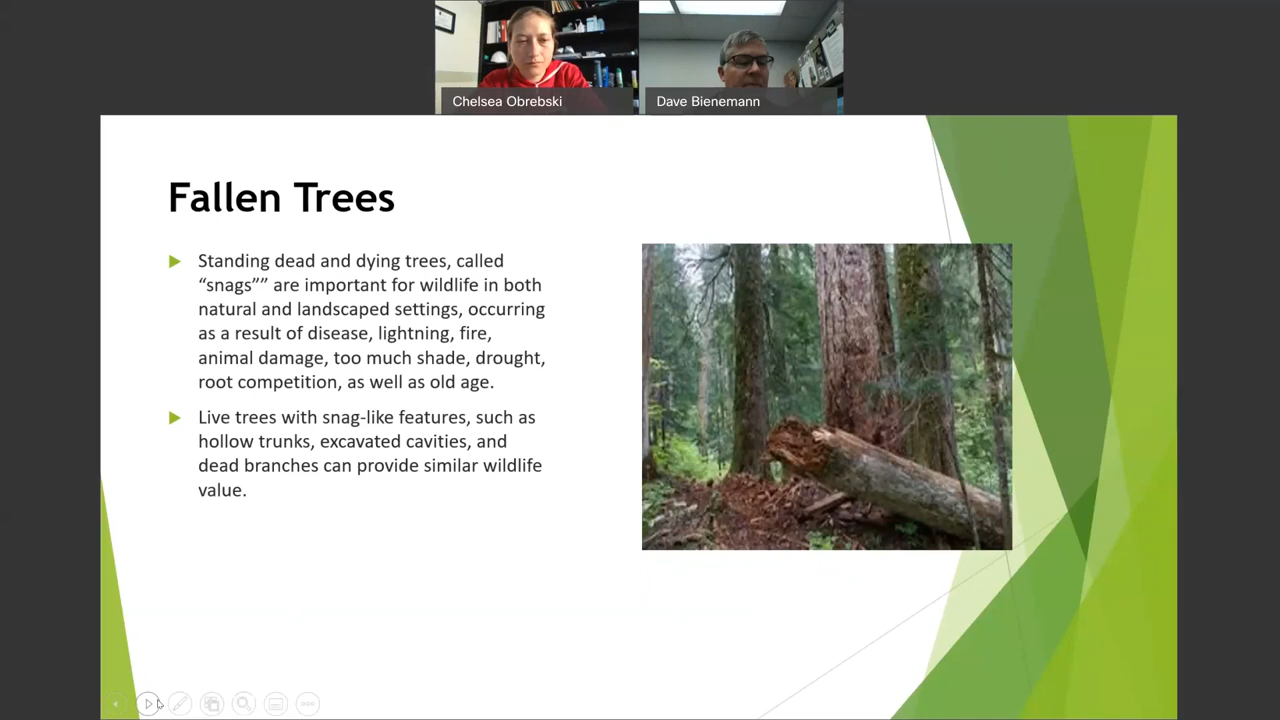 Chelsea Obrebski
Dave Bienemann
Fallen Trees
Standing dead and dying trees, called
“snags”” are important for wildlife in both
natural and landscaped settings, occurring
as a result of disease, lightning, fire,
animal damage, too much shade, drought,
root competition, as well as old age.
Live trees with snag-like features, such as
hollow trunks, excavated cavities, and
dead branches can provide similar wildlife
value.